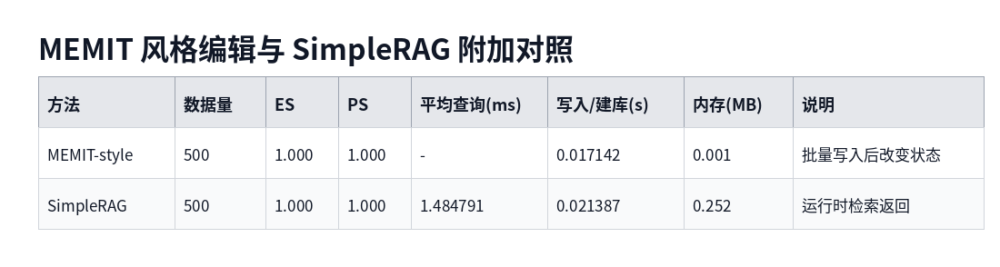 MEMIT 风格编辑与 SimpleRAG 附加对照
方法 数据量 ES PS 平均查询(ms) 写入/建库(s) 内存(MB) 说明
MEMIT-style 500 1.000 1.000 - 0.017142 0.001 批量写入后改变状态
SimpleRAG 500 1.000 1.000 1.484791 0.021387 0.252 运行时检索返回